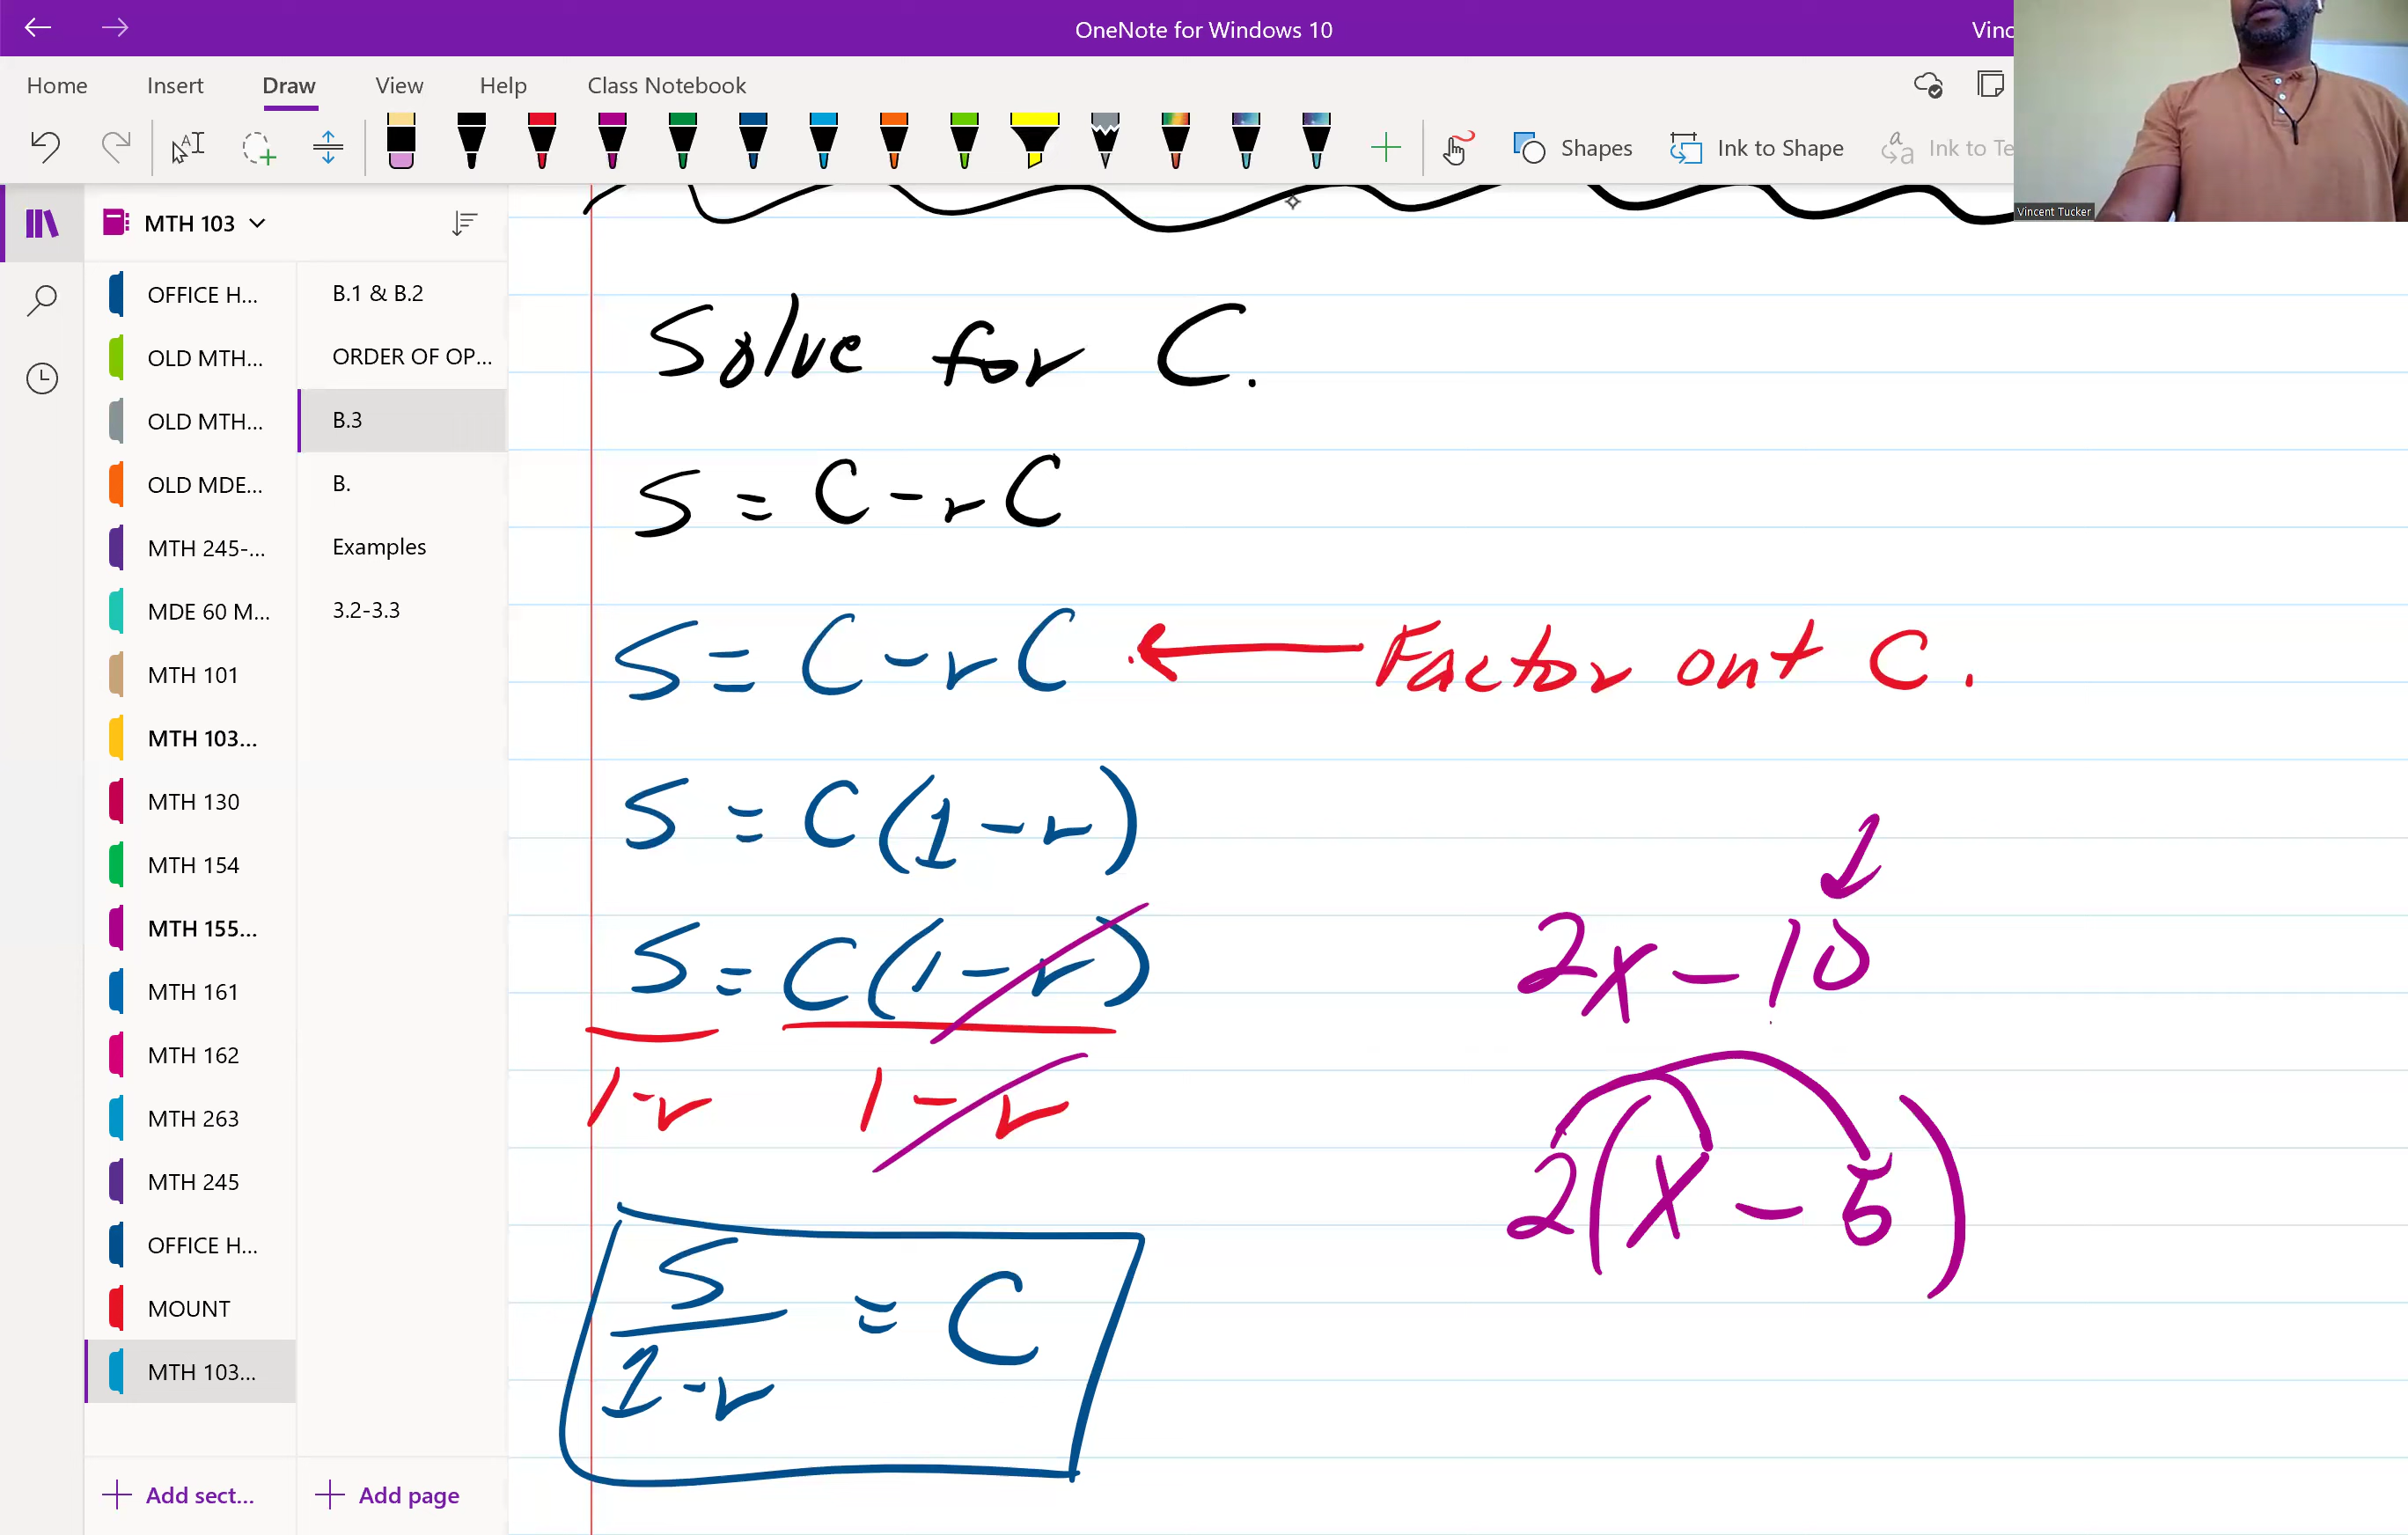 OneNote for Windows 10
Vinc
Home Insert Draw View Help Class Notebook
Shapes Ink to Shape Ink to Te
Vincent Tucker
MTH 103
OFFICE H...
OLD MTH...
OLD MTH...
OLD MDE...
MTH 245-...
MDE 60 M...
MTH 101
MTH 103...
MTH 130
MTH 154
MTH 155...
MTH 161
MTH 162
MTH 263
MTH 245
OFFICE H...
MOUNT
MTH 103...
Add sect...
B.1 & B.2
ORDER OF OP...
B.3
B.
Examples
3.2-3.3
Add page
Solve for C.
S = C - rC
S = C - rC ← Factor out C.
S = C(1 - r)
S = C(1 - r)
1-r 1-r
S
1-r
= C
2x - 10
2(x - 5)